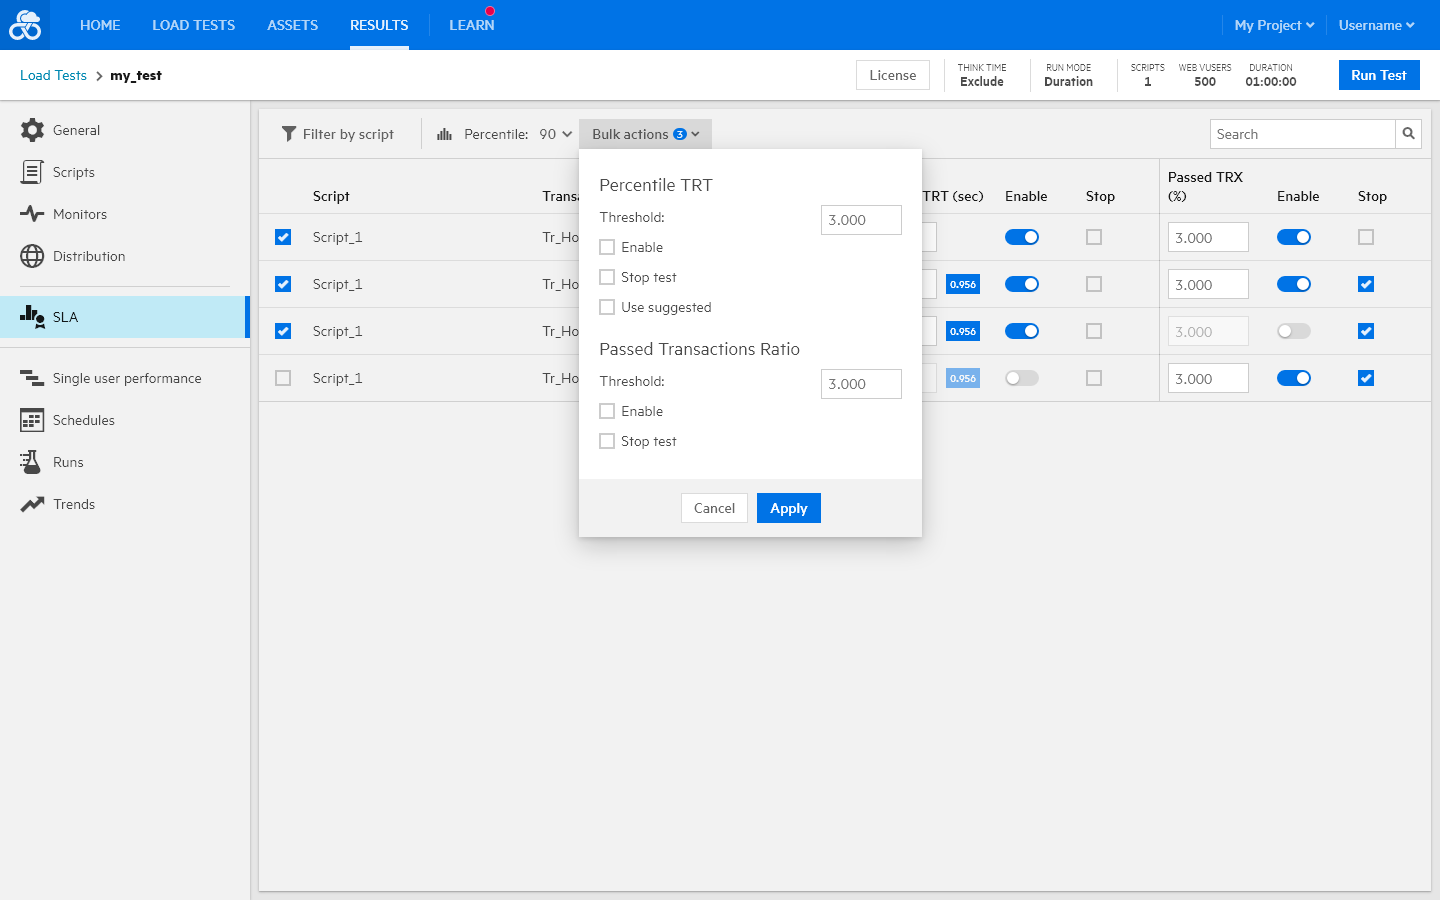 HOME LOAD TESTS ASSETS RESULTS LEARN My Project Username
Load Tests > my_test License THINK TIME RUN MODE SCRIPTS WEB VUSERS DURATION Run Test
Exclude Duration 1 500 01:00:00
General
Scripts
Monitors
Distribution
SLA
Single user performance
Schedules
Runs
Trends
Filter by script Percentile: 90 Bulk actions 3 Search
Script Transa TRT (sec) Enable Stop Passed TRX (%) Enable Stop
Script_1 Tr_Ho 3.000
Script_1 Tr_Ho 0.956 3.000
Script_1 Tr_Ho 0.956 3.000
Script_1 Tr_Ho 0.956 3.000
Percentile TRT
Threshold: 3.000
Enable
Stop test
Use suggested
Passed Transactions Ratio
Threshold: 3.000
Enable
Stop test
Cancel Apply